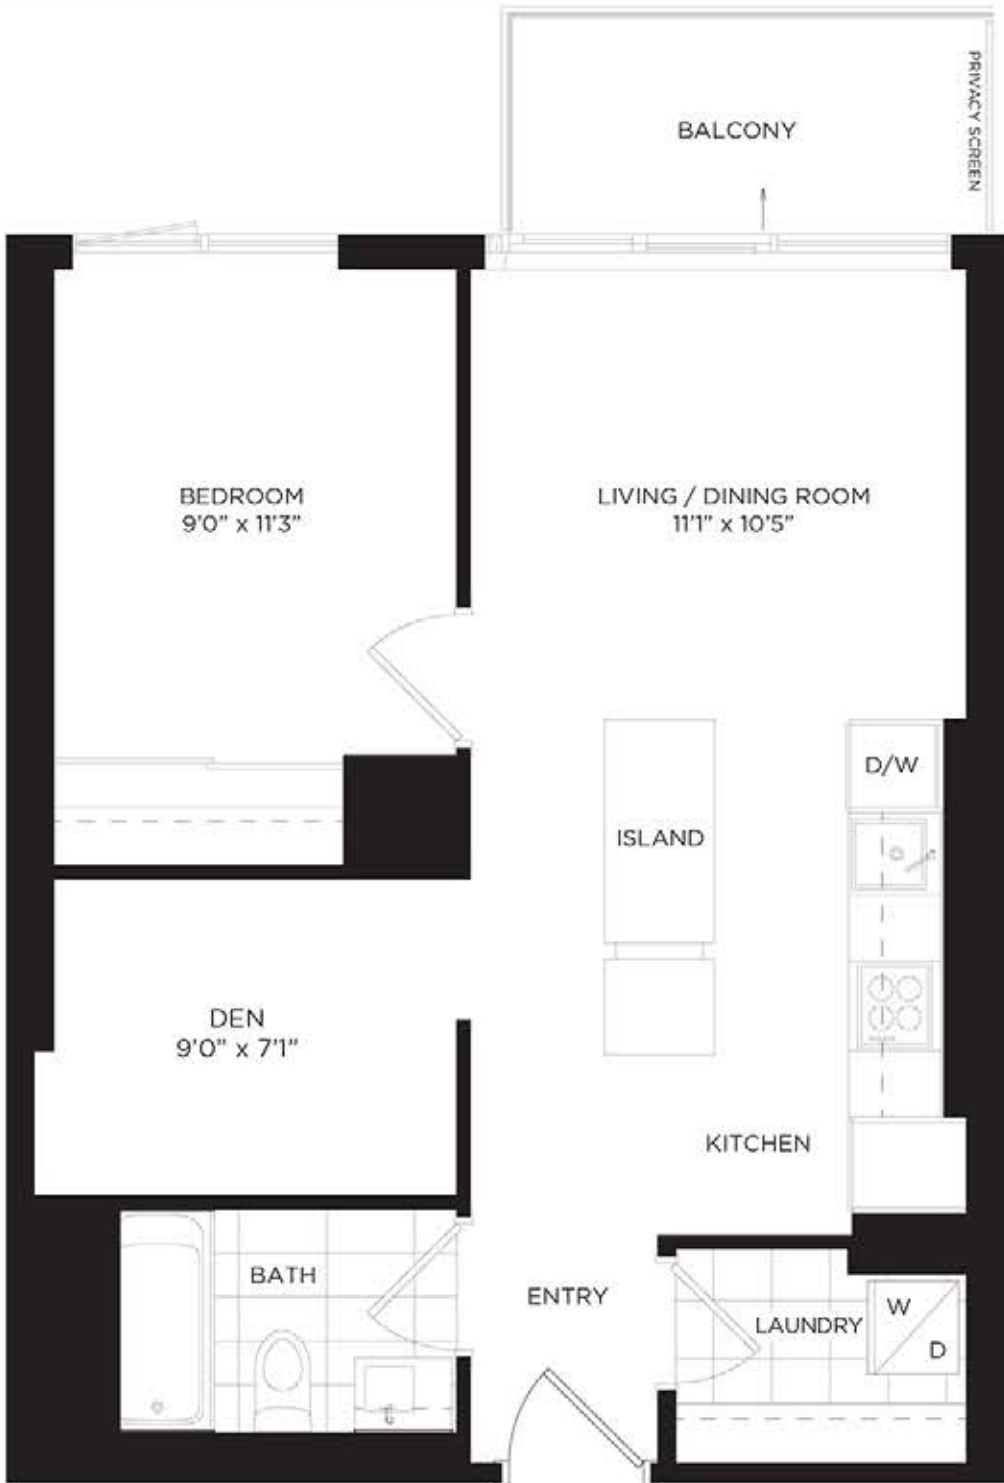 BALCONY
PRIVACY SCREEN
BEDROOM
9'0" x 11'3"
LIVING / DINING ROOM
11'1" x 10'5"
D/W
ISLAND
DEN
9'0" x 7'1"
KITCHEN
BATH
ENTRY
LAUNDRY
W
D